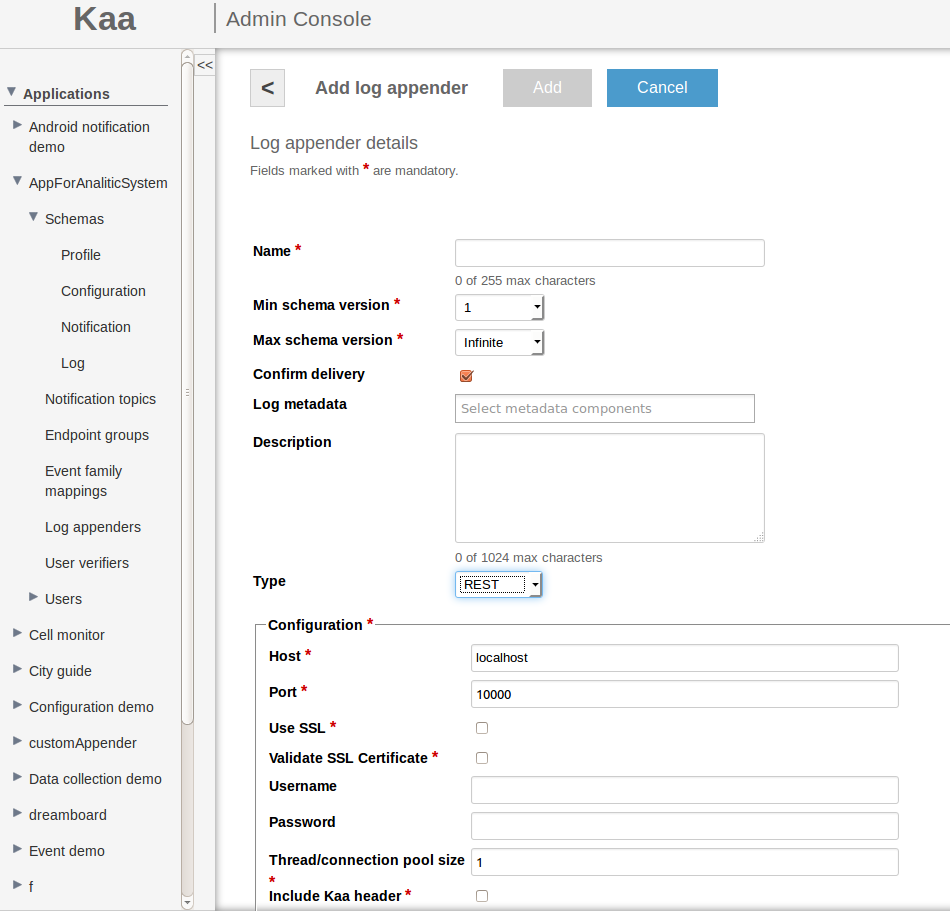 Kaa
Admin Console
<<
Applications
Android notification
demo
AppForAnaliticSystem
Schemas
Profile
Configuration
Notification
Log
Notification topics
Endpoint groups
Event family
mappings
Log appenders
User verifiers
Users
Cell monitor
City guide
Configuration demo
customAppender
Data collection demo
dreamboard
Event demo
f
< Add log appender Add Cancel
Log appender details
Fields marked with * are mandatory.
Name *
0 of 255 max characters
Min schema version * 1
Max schema version * Infinite
Confirm delivery
Log metadata Select metadata components
Description
0 of 1024 max characters
Type REST
Configuration *
Host * localhost
Port * 10000
Use SSL *
Validate SSL Certificate *
Username
Password
Thread/connection pool size 1
*
Include Kaa header *